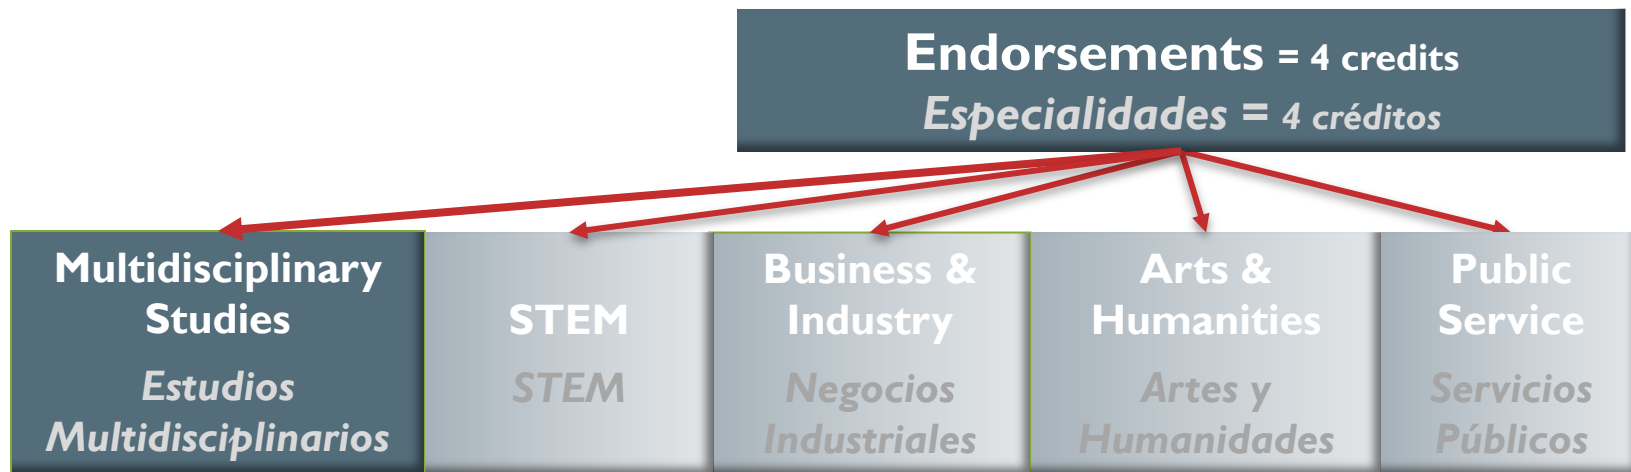 Endorsements = 4 credits
Especialidades = 4 créditos
Multidisciplinary
Studies
Estudios
Multidisciplinarios
STEM
STEM
Business &
Industry
Negocios
Industriales
Arts &
Humanities
Artes y
Humanidades
Public
Service
Servicios
Públicos